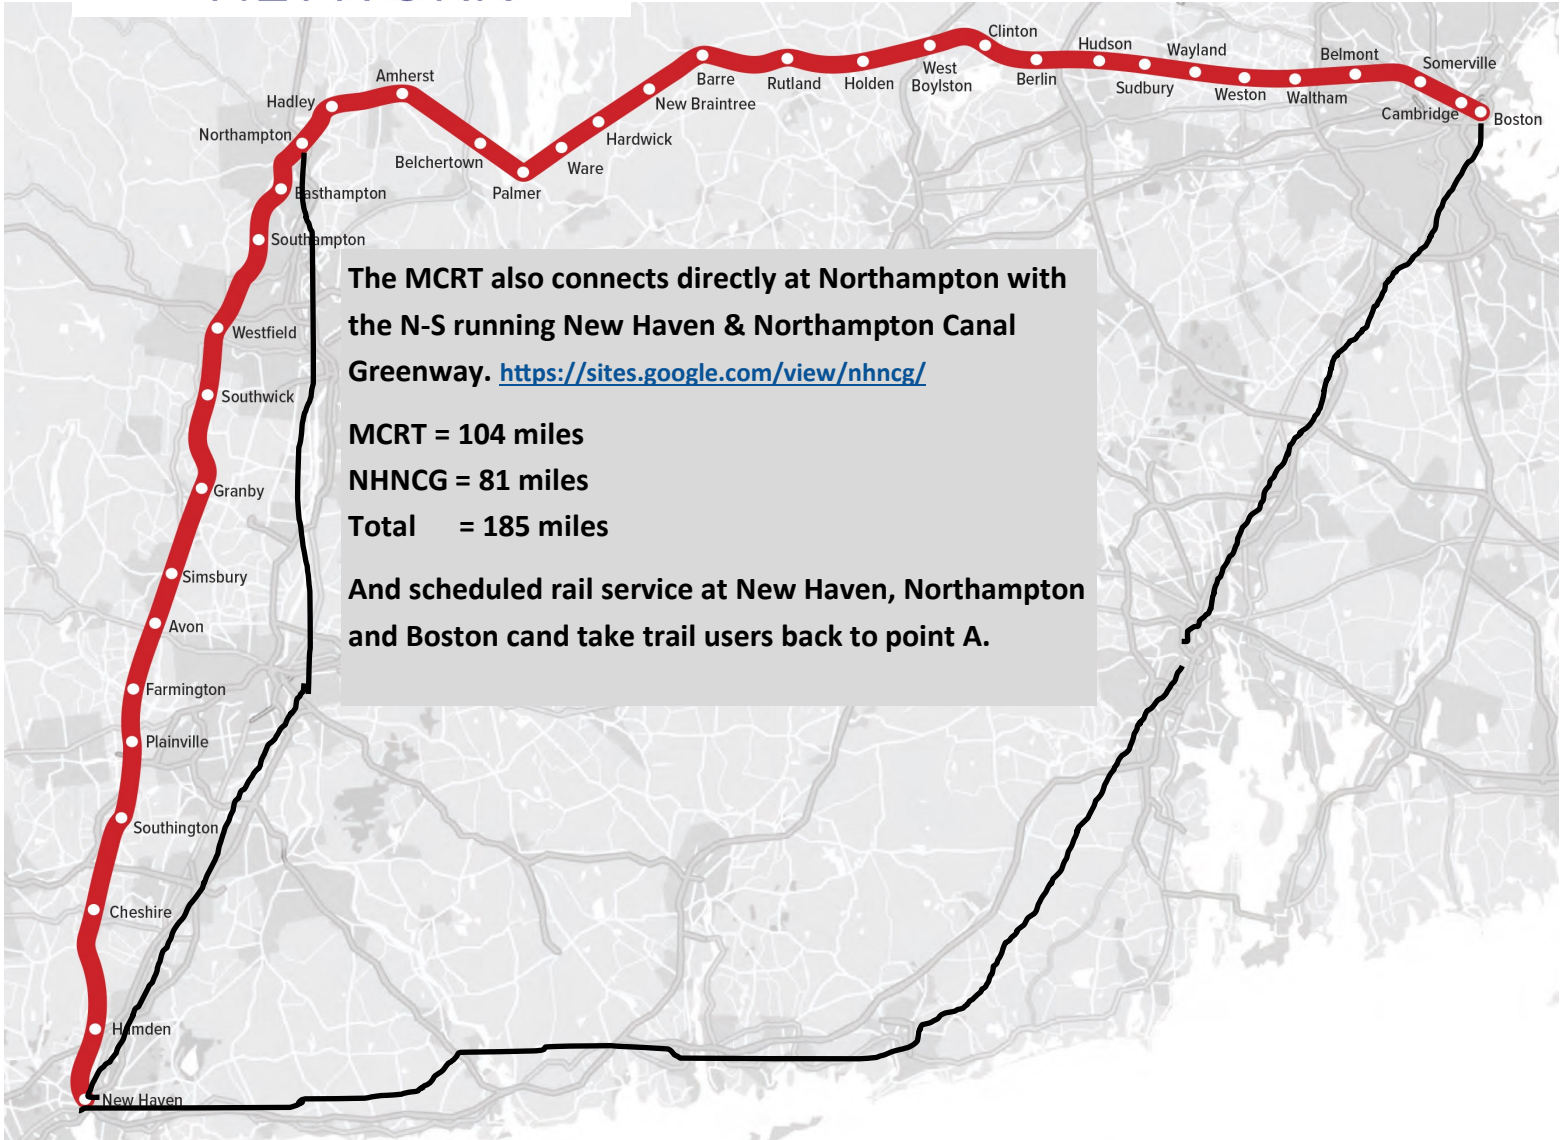 Clinton
Hudson
Wayland
Belmont
Somerville
Amherst
Barre
Rutland
Holden
West
Boylston
Berlin
Sudbury
Weston
Waltham
Cambridge
Boston
Hadley
New Braintree
Northampton
Hardwick
Belchertown
Ware
Palmer
Easthampton
Southampton
The MCRT also connects directly at Northampton with
the N-S running New Haven & Northampton Canal
Greenway. https://sites.google.com/view/nhncg/
MCRT = 104 miles
NHNCG = 81 miles
Total = 185 miles
And scheduled rail service at New Haven, Northampton
and Boston cand take trail users back to point A.
Westfield
Southwick
Granby
Simsbury
Avon
Farmington
Plainville
Southington
Cheshire
Hamden
New Haven